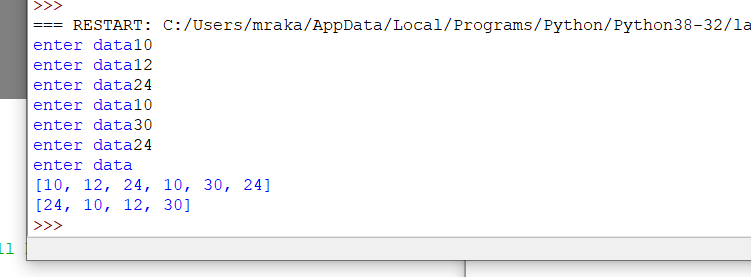 >>>
=== RESTART: C:/Users/mraka/AppData/Local/Programs/Python/Python38-32/la
enter data10
enter data12
enter data24
enter data10
enter data30
enter data24
enter data
[10, 12, 24, 10, 30, 24]
[24, 10, 12, 30]
>>>
ll